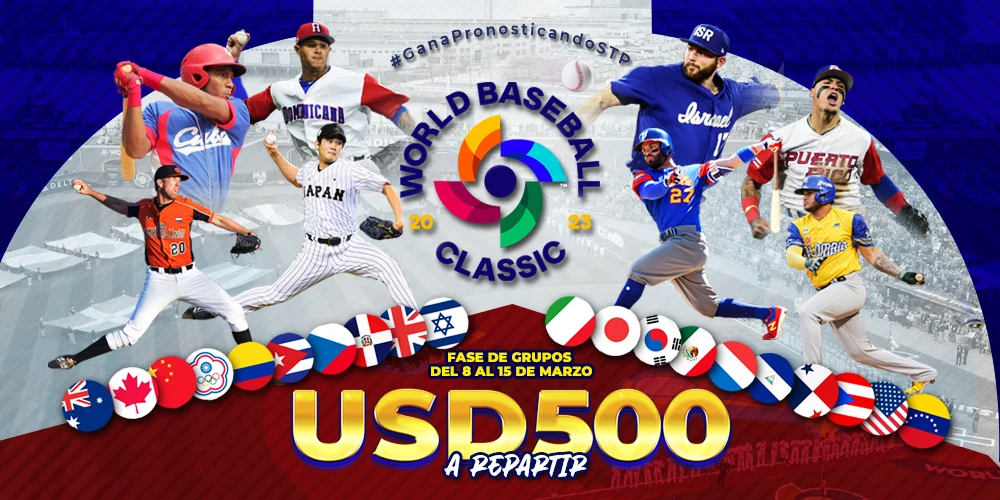 #GanaPronosticandoSTP
WORLD BASEBALL
20 23
CLASSIC
™
Cuba
DOMINICANA
JAPAN
20
ISR
Israel
PUERTO
RICO
27
FASE DE GRUPOS
DEL 8 AL 15 DE MARZO
USD500
A REPARTIR